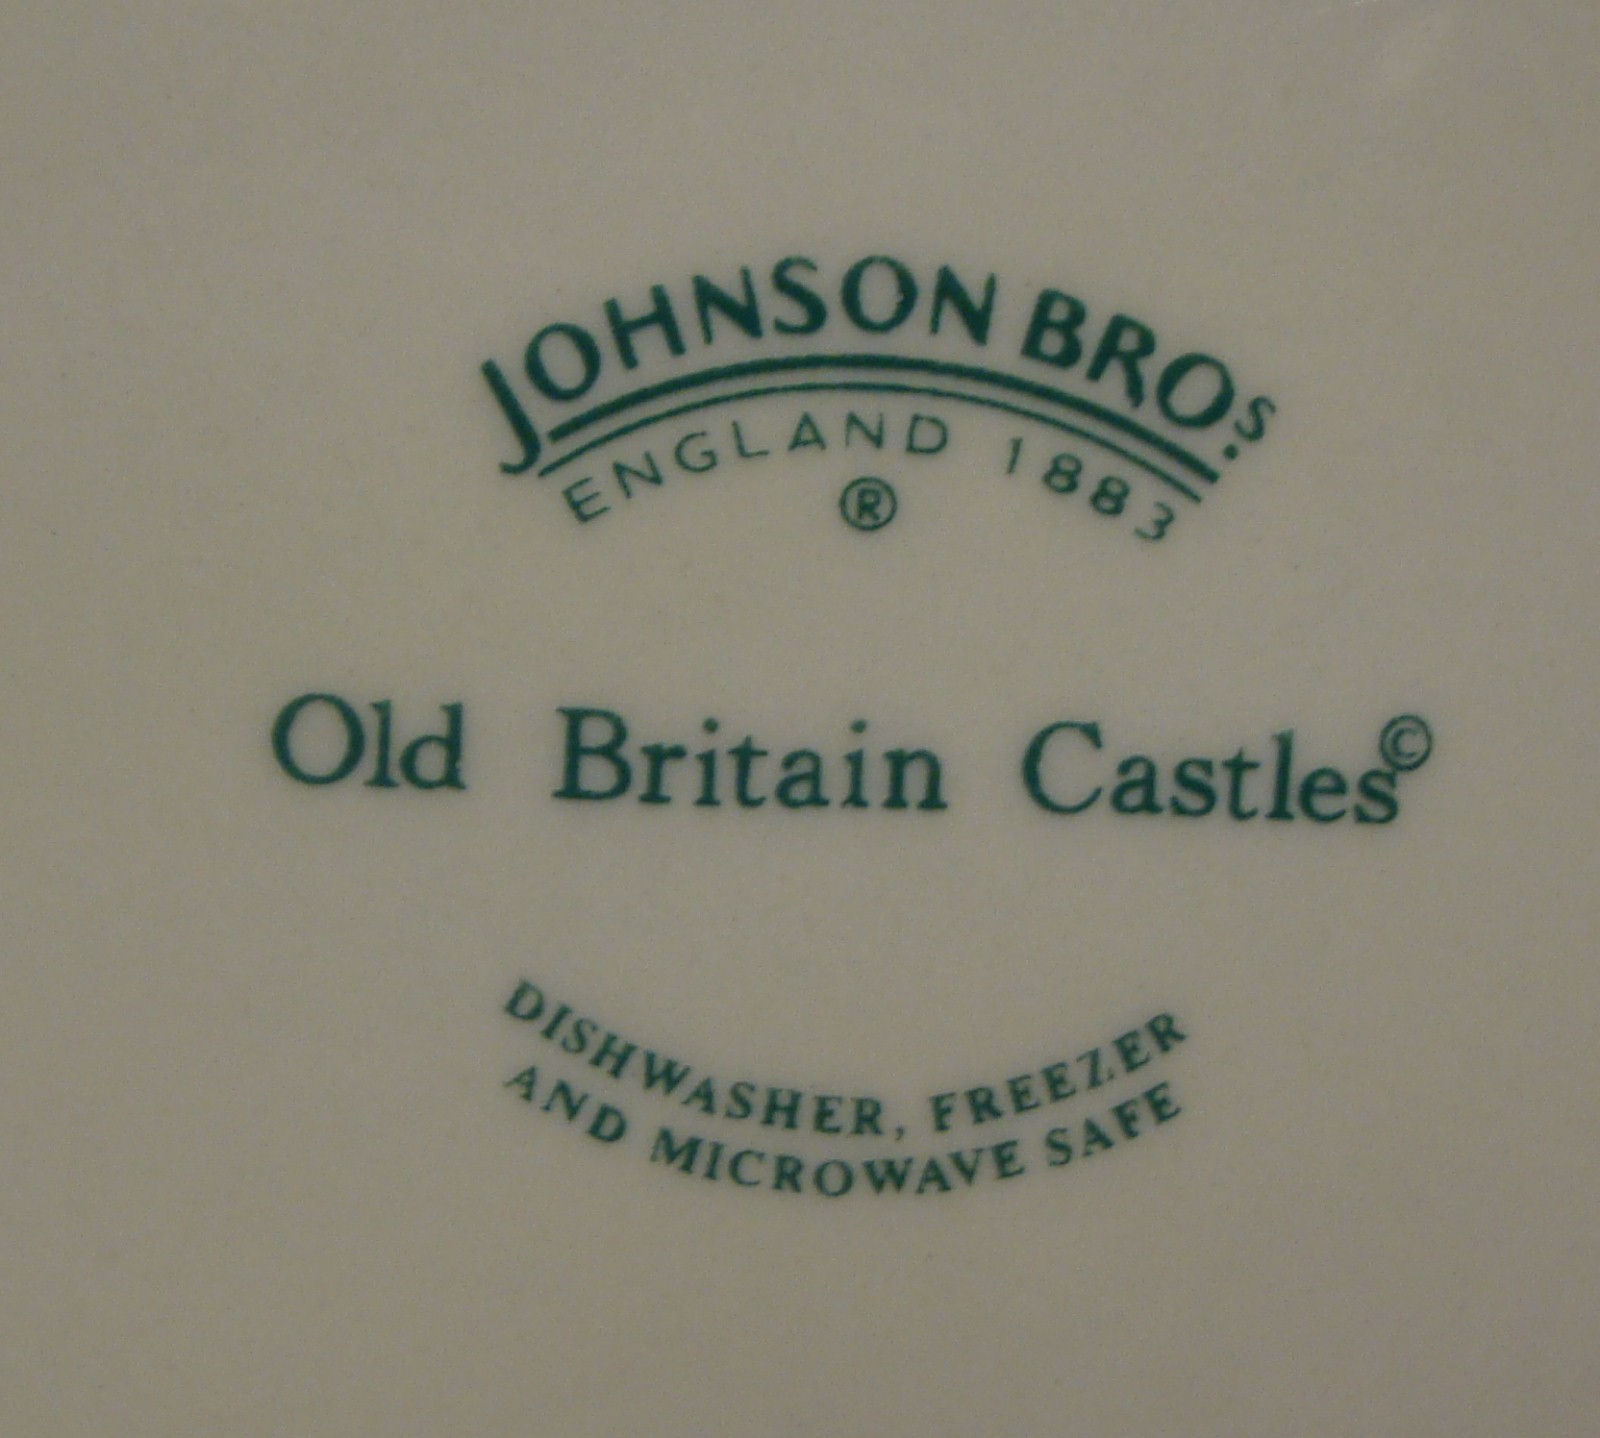 JOHNSON BROS.
ENGLAND 1883
®
Old Britain Castles©
DISHWASHER, FREEZER
AND MICROWAVE SAFE